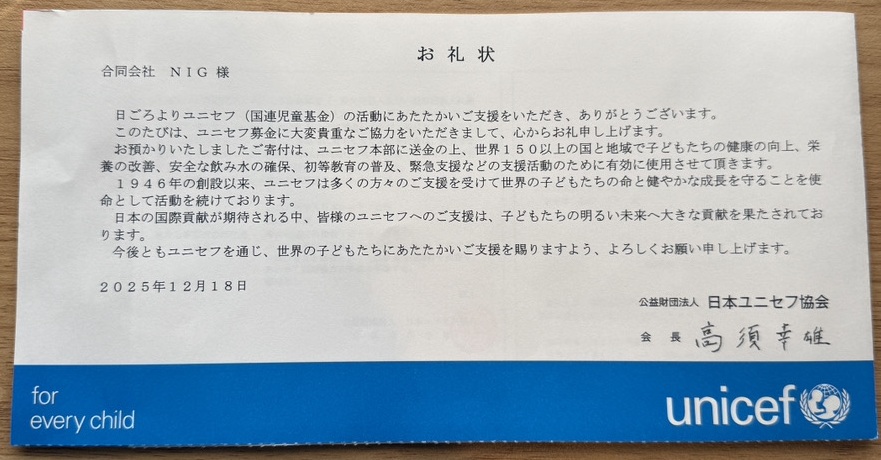 お礼状
合同会社　ＮＩＧ 様
日ごろよりユニセフ（国連児童基金）の活動にあたたかいご支援をいただき、ありがとうございます。
このたびは、ユニセフ募金に大変貴重なご協力をいただきまして、心からお礼申し上げます。
お預かりいたしましたご寄付は、ユニセフ本部に送金の上、世界１５０以上の国と地域で子どもたちの健康の向上、栄
養の改善、安全な飲み水の確保、初等教育の普及、緊急支援などの支援活動のために有効に使用させて頂きます。
１９４６年の創設以来、ユニセフは多くの方々のご支援を受けて世界の子どもたちの命と健やかな成長を守ることを使
命として活動を続けております。
日本の国際貢献が期待される中、皆様のユニセフへのご支援は、子どもたちの明るい未来へ大きな貢献を果たされてお
ります。
今後ともユニセフを通じ、世界の子どもたちにあたたかいご支援を賜りますよう、よろしくお願い申し上げます。
２０２５年１２月１８日
公益財団法人 日本ユニセフ協会
会　長　高須幸雄
for
every child
unicef